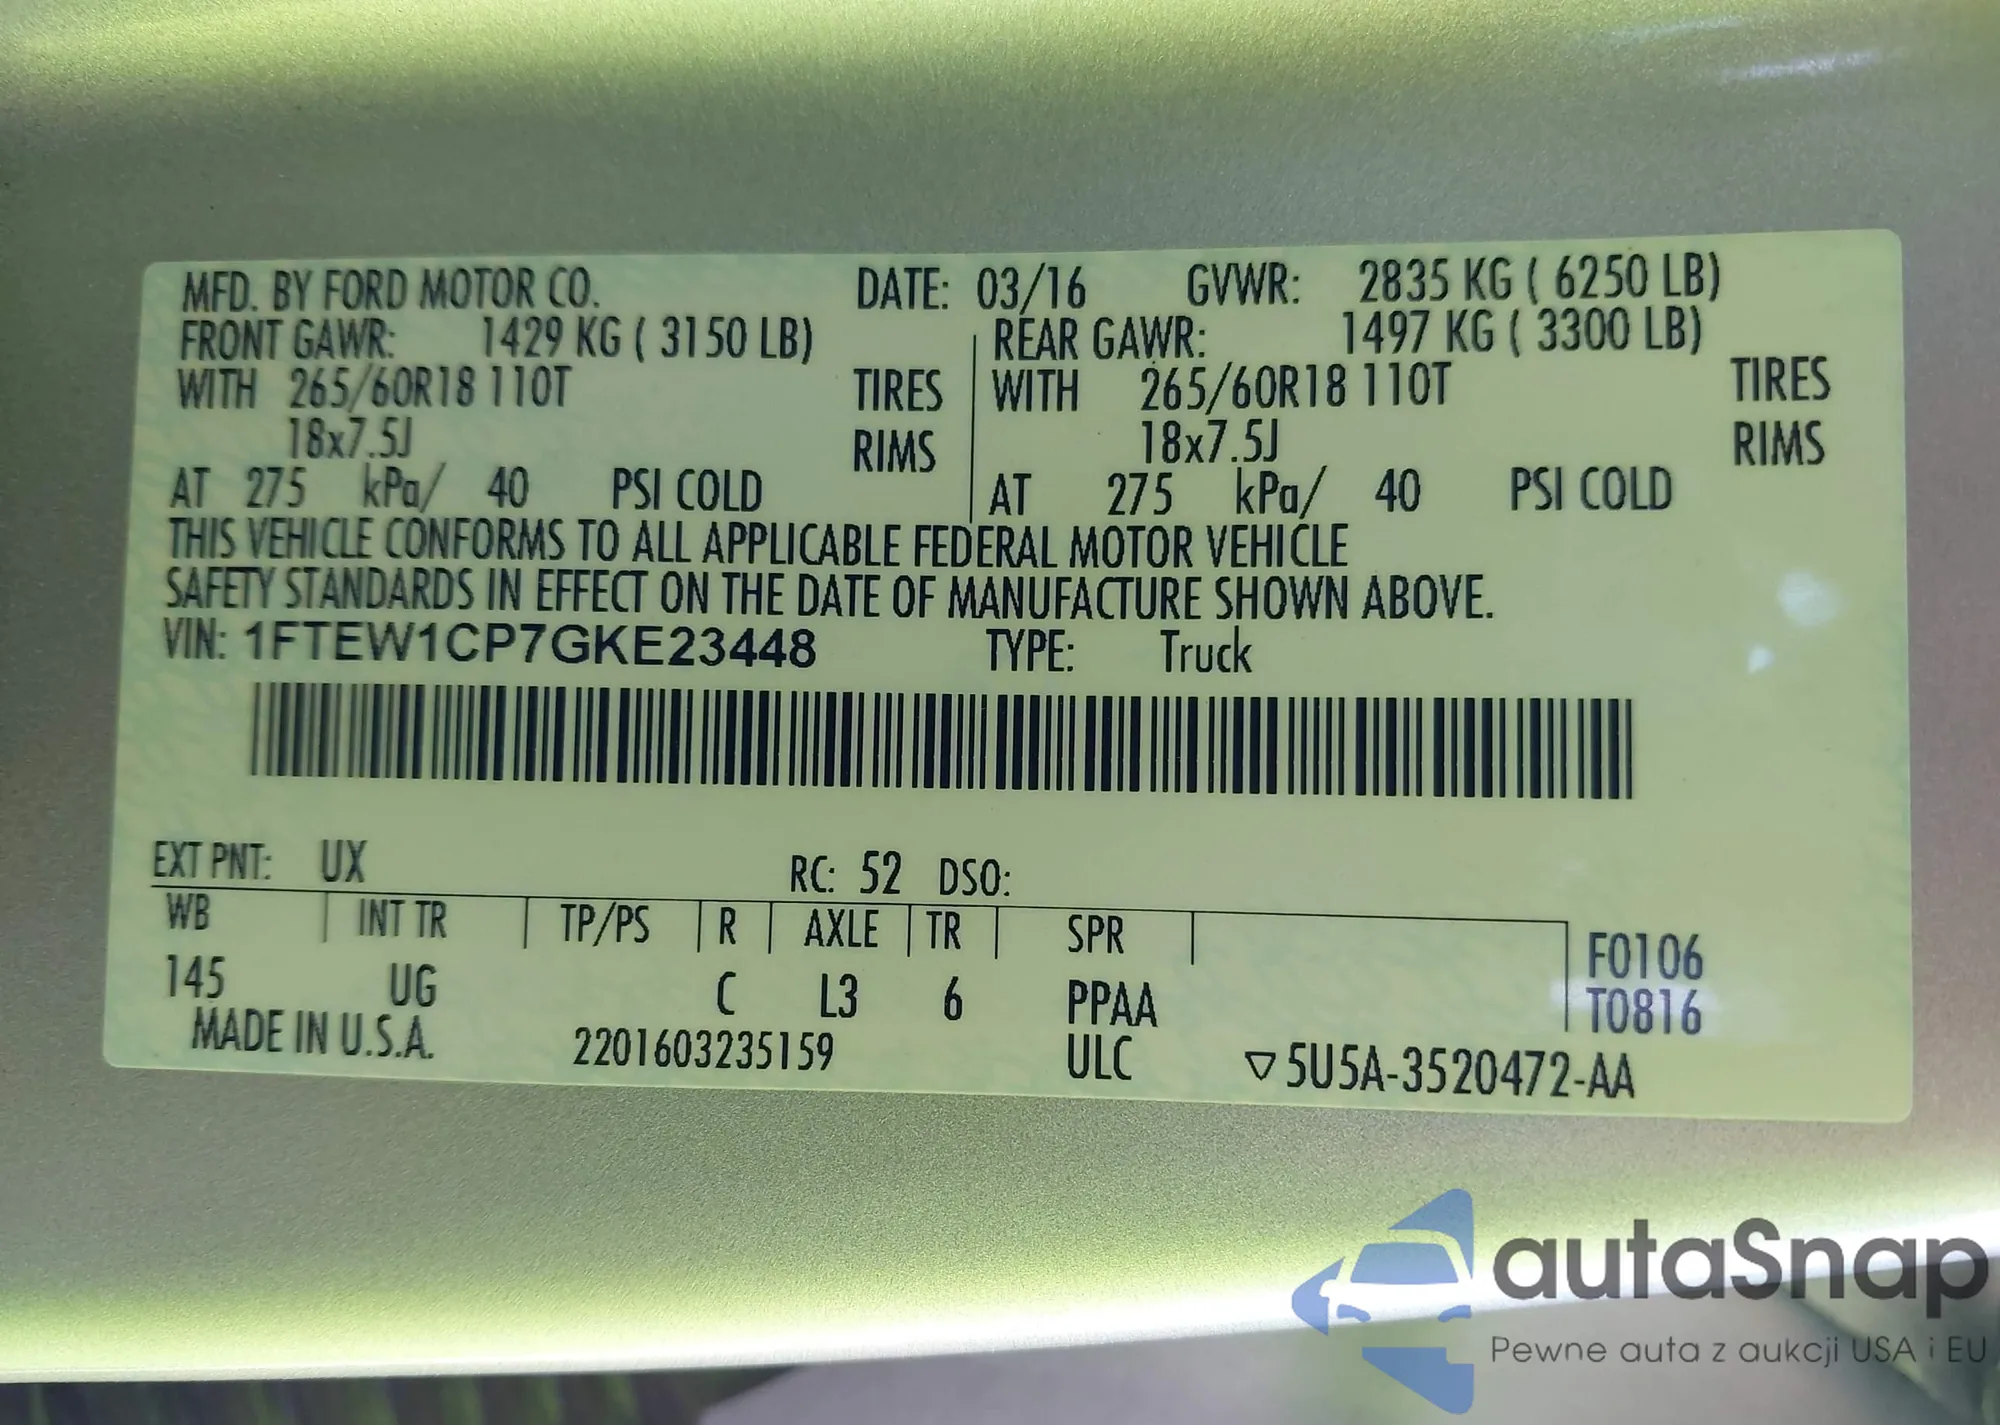 MFD. BY FORD MOTOR CO. DATE: 03/16 GVWR: 2835 KG ( 6250 LB)
FRONT GAWR: 1429 KG ( 3150 LB) REAR GAWR: 1497 KG ( 3300 LB)
WITH 265/60R18 110T TIRES WITH 265/60R18 110T TIRES
18x7.5J RIMS 18x7.5J RIMS
AT 275 kPa/ 40 PSI COLD AT 275 kPa/ 40 PSI COLD
THIS VEHICLE CONFORMS TO ALL APPLICABLE FEDERAL MOTOR VEHICLE
SAFETY STANDARDS IN EFFECT ON THE DATE OF MANUFACTURE SHOWN ABOVE.
VIN: 1FTEW1CP7GKE23448 TYPE: Truck
EXT PNT: UX RC: 52 DSO:
WB INT TR TP/PS R AXLE TR SPR F0106
145 UG C L3 6 PPAA T0816
MADE IN U.S.A. 2201603235159 ULC ▽5U5A-3520472-AA
autaSnap
Pewne auta z aukcji USA i EU